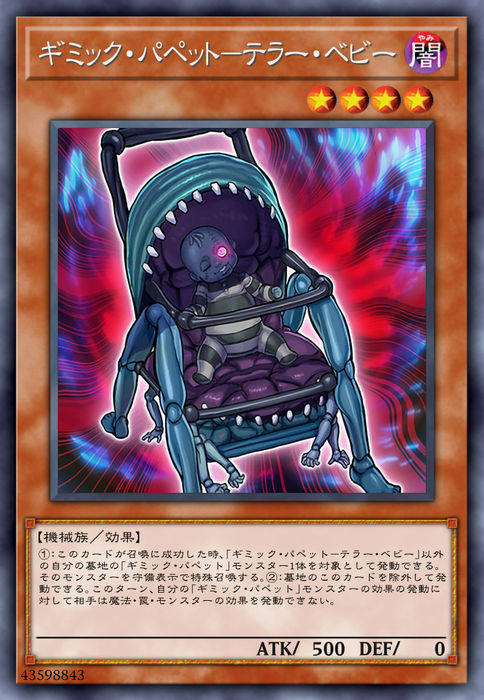 ギミック・パペットーテラー・ベビー
闇
やみ
【機械族／効果】
①：このカードが召喚に成功した時、「ギミック・パペットーテラー・ベビー」以外
の自分の墓地の「ギミック・パペット」モンスター1体を対象として発動できる。
そのモンスターを守備表示で特殊召喚する。②：墓地のこのカードを除外して発
動できる。このターン、自分の「ギミック・パペット」モンスターの効果の発動に
対して相手は魔法・罠・モンスターの効果を発動できない。
ATK/ 500 DEF/ 0
43598843